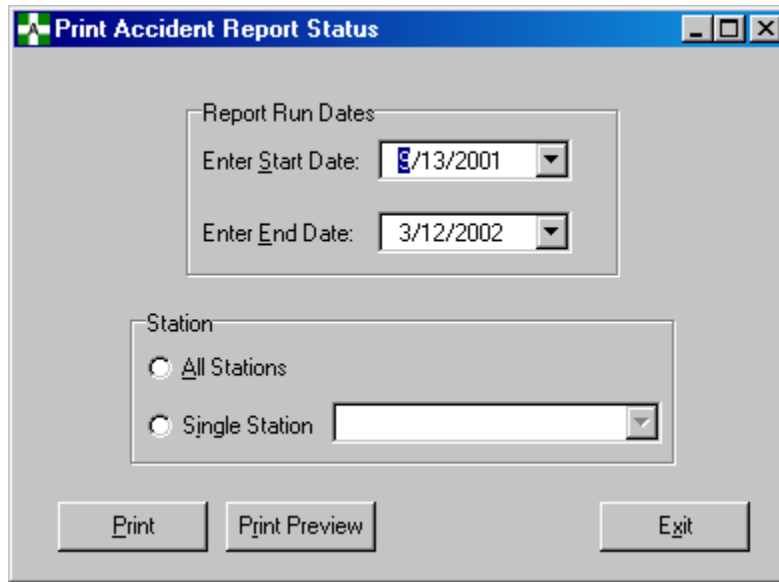 A Print Accident Report Status
Report Run Dates
Enter Start Date: 9/13/2001
Enter End Date: 3/12/2002
Station
All Stations
Single Station
Print Print Preview Exit